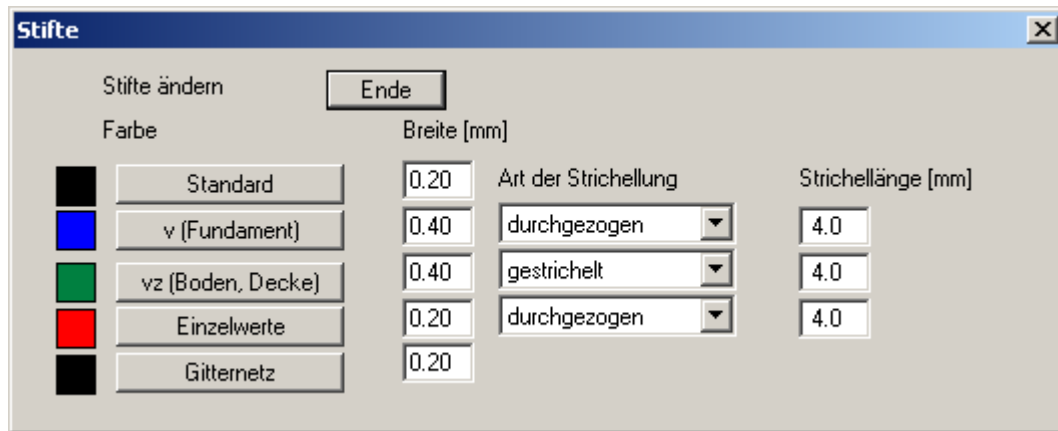 Stifte
Stifte ändern Ende
Farbe Breite [mm]
Standard 0.20 Art der Strichellung Strichellänge [mm]
v (Fundament) 0.40 durchgezogen 4.0
vz (Boden, Decke) 0.40 gestrichelt 4.0
Einzelwerte 0.20 durchgezogen 4.0
Gitternetz 0.20